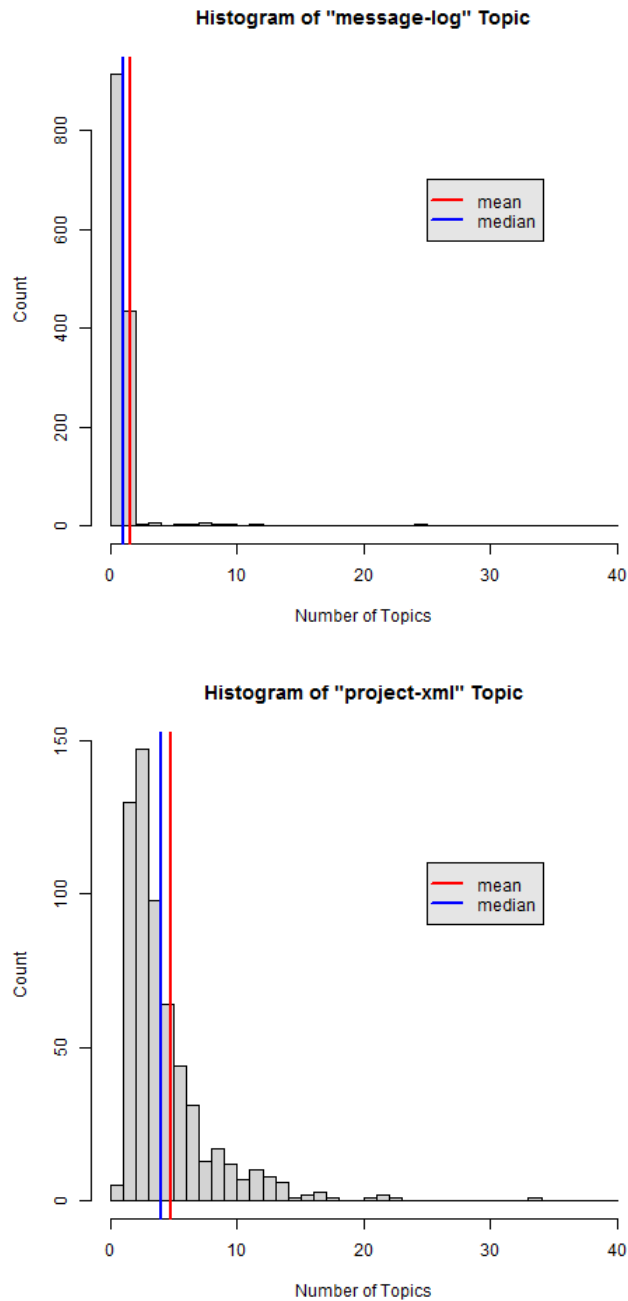 Histogram of "message-log" Topic
800
600
400
200
0
Count
mean
median
0 10 20 30 40
Number of Topics
Histogram of "project-xml" Topic
150
100
50
0
Count
mean
median
0 10 20 30 40
Number of Topics